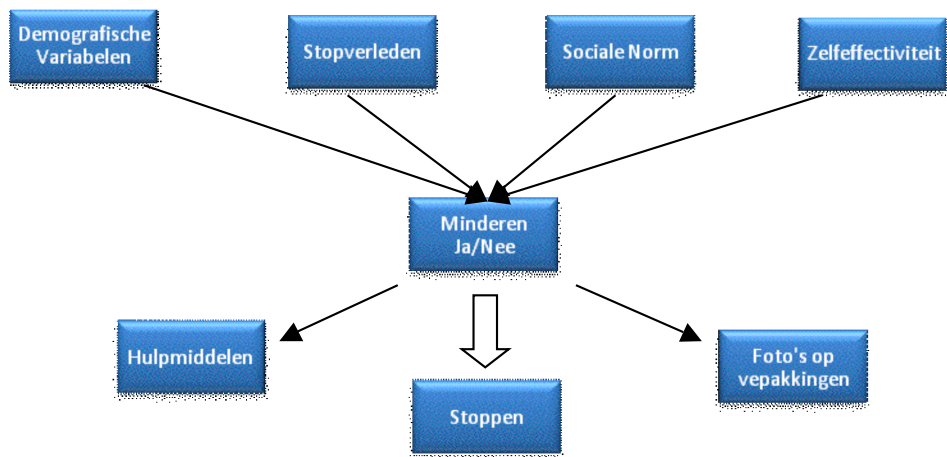 Demografische
Variabelen
Stopverleden
Sociale Norm
Zelfeffectiviteit
Minderen
Ja/Nee
Hulpmiddelen
Stoppen
Foto's op
vepakkingen